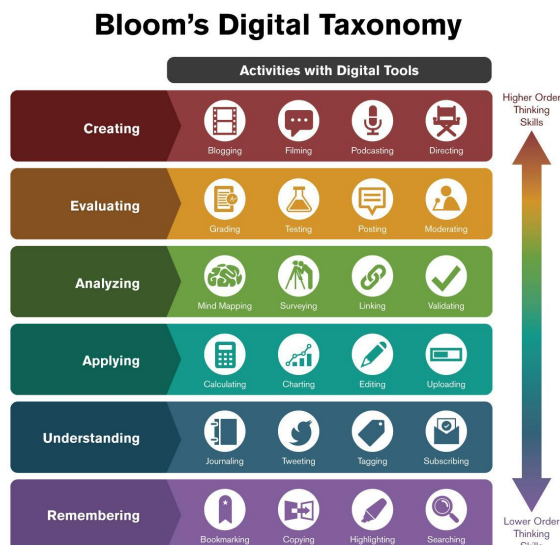 Bloom's Digital Taxonomy
Activities with Digital Tools
Higher Order
Thinking
Skills
Creating
Blogging
Filming
Podcasting
Directing
Evaluating
A+
Grading
Testing
Posting
Moderating
Analyzing
Mind Mapping
Surveying
Linking
Validating
Applying
Calculating
Charting
Editing
Uploading
Understanding
Journaling
Tweeting
Tagging
Subscribing
Remembering
Bookmarking
Copying
Highlighting
Searching
Lower Order
Thinking
Skills